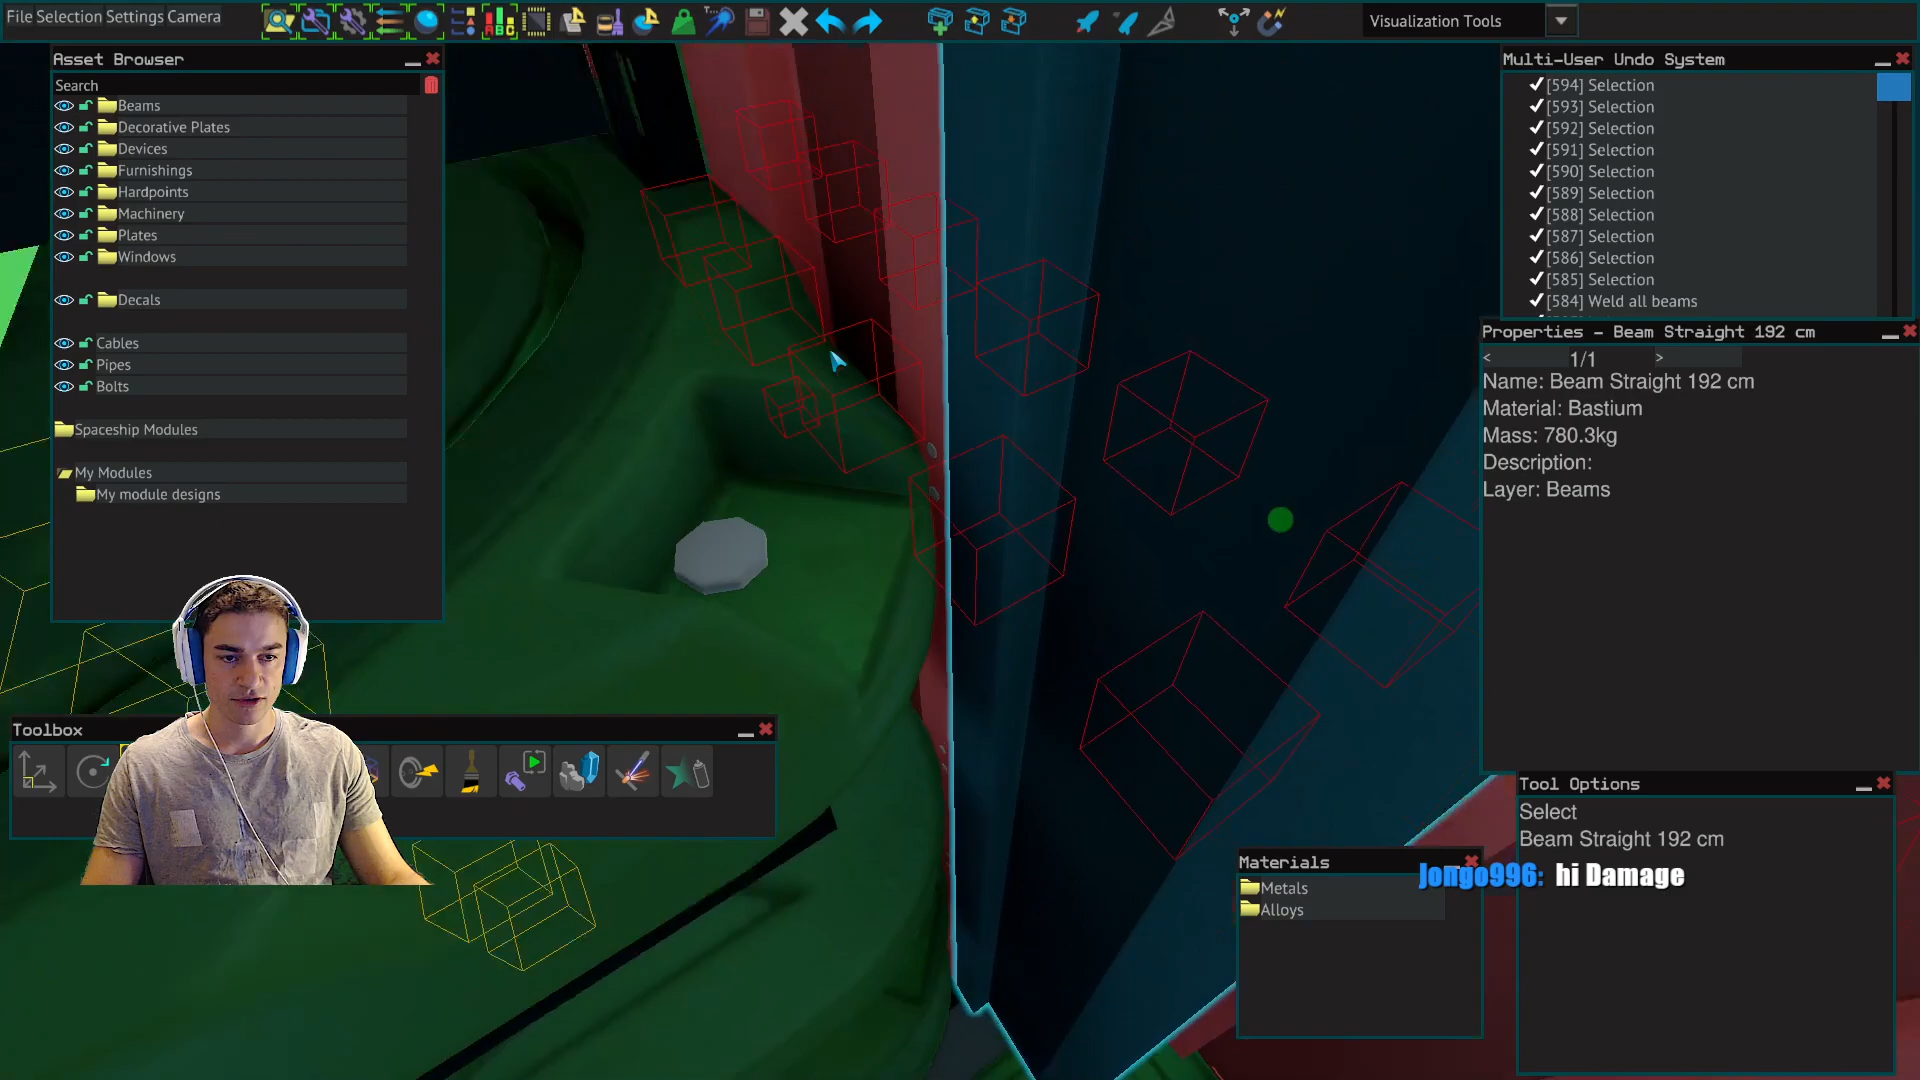 File Selection Settings Camera
ABC
Visualization Tools
Asset Browser
Search
Beams
Decorative Plates
Devices
Furnishings
Hardpoints
Machinery
Plates
Windows
Decals
Cables
Pipes
Bolts
Spaceship Modules
My Modules
My module designs
Multi-User Undo System
[594] Selection
[593] Selection
[592] Selection
[591] Selection
[590] Selection
[589] Selection
[588] Selection
[587] Selection
[586] Selection
[585] Selection
[584] Weld all beams
Properties - Beam Straight 192 cm
< 1/1 >
Name: Beam Straight 192 cm
Material: Bastium
Mass: 780.3kg
Description:
Layer: Beams
Toolbox
Tool Options
Select
Beam Straight 192 cm
Materials
Metals
Alloys
Jongo996: hi Damage